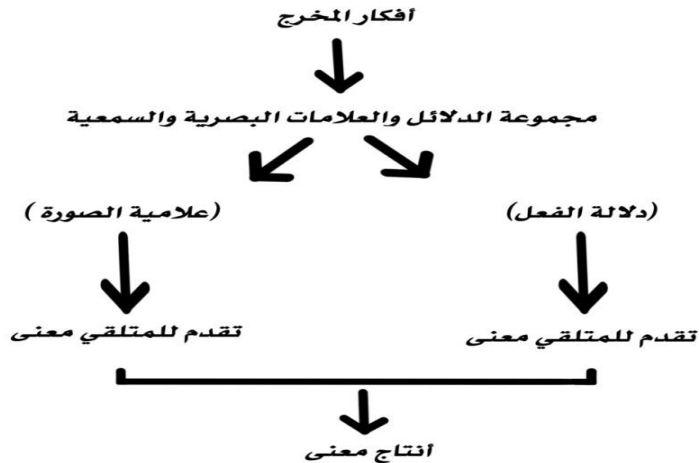 أفكار المخرج
مجموعة الدلائل والعلامات البصرية والسمعية
(دلالة الفعل)
(علامية الصورة )
تقدم للمتلقي معنى
تقدم للمتلقي معنى
أنتاج معنى